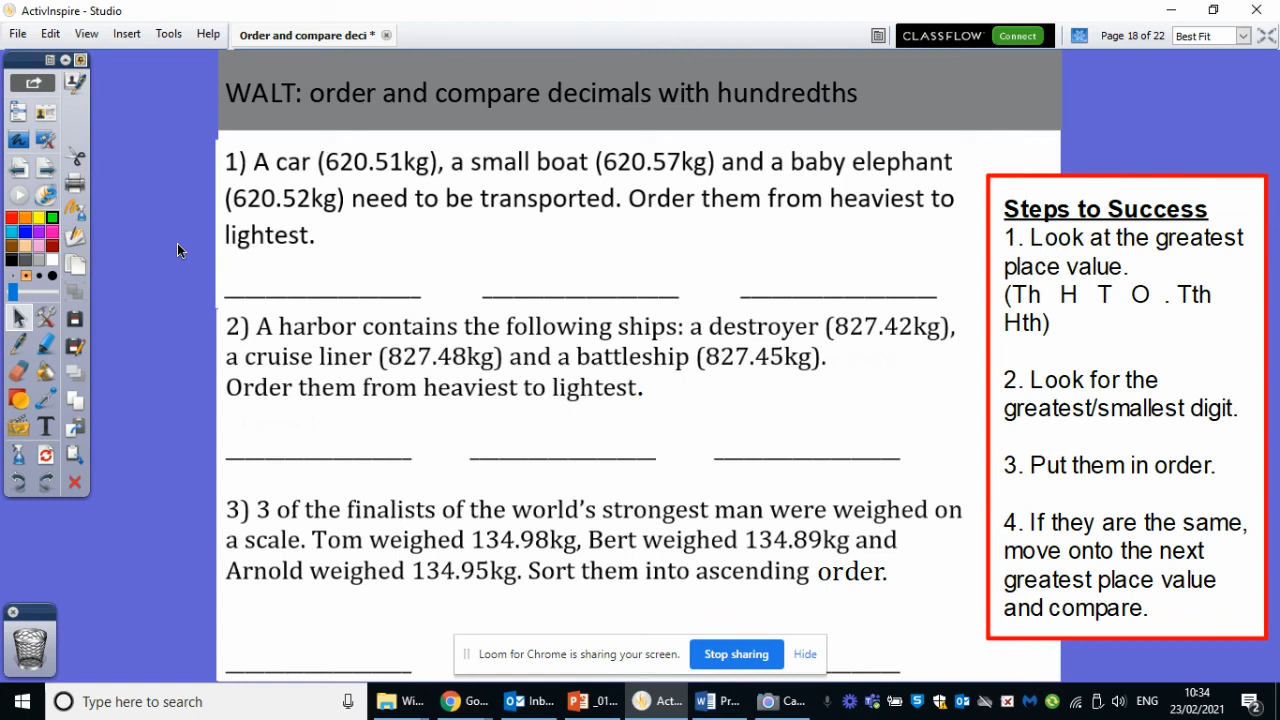 ActivInspire - Studio
File Edit View Insert Tools Help
Order and compare deci *
CLASSFLOW Connect
Page 18 of 22 Best Fit
WALT: order and compare decimals with hundredths
1) A car (620.51kg), a small boat (620.57kg) and a baby elephant
(620.52kg) need to be transported. Order them from heaviest to
lightest.
2) A harbor contains the following ships: a destroyer (827.42kg),
a cruise liner (827.48kg) and a battleship (827.45kg).
Order them from heaviest to lightest.
3) 3 of the finalists of the world’s strongest man were weighed on
a scale. Tom weighed 134.98kg, Bert weighed 134.89kg and
Arnold weighed 134.95kg. Sort them into ascending order.
Steps to Success
1. Look at the greatest
place value.
(Th H T O . Tth
Hth)
2. Look for the
greatest/smallest digit.
3. Put them in order.
4. If they are the same,
move onto the next
greatest place value
and compare.
Loom for Chrome is sharing your screen. Stop sharing Hide
Type here to search
Wi... Go... Inb... _01... Act... Pr... Ca...
ENG
10:34
23/02/2021
2